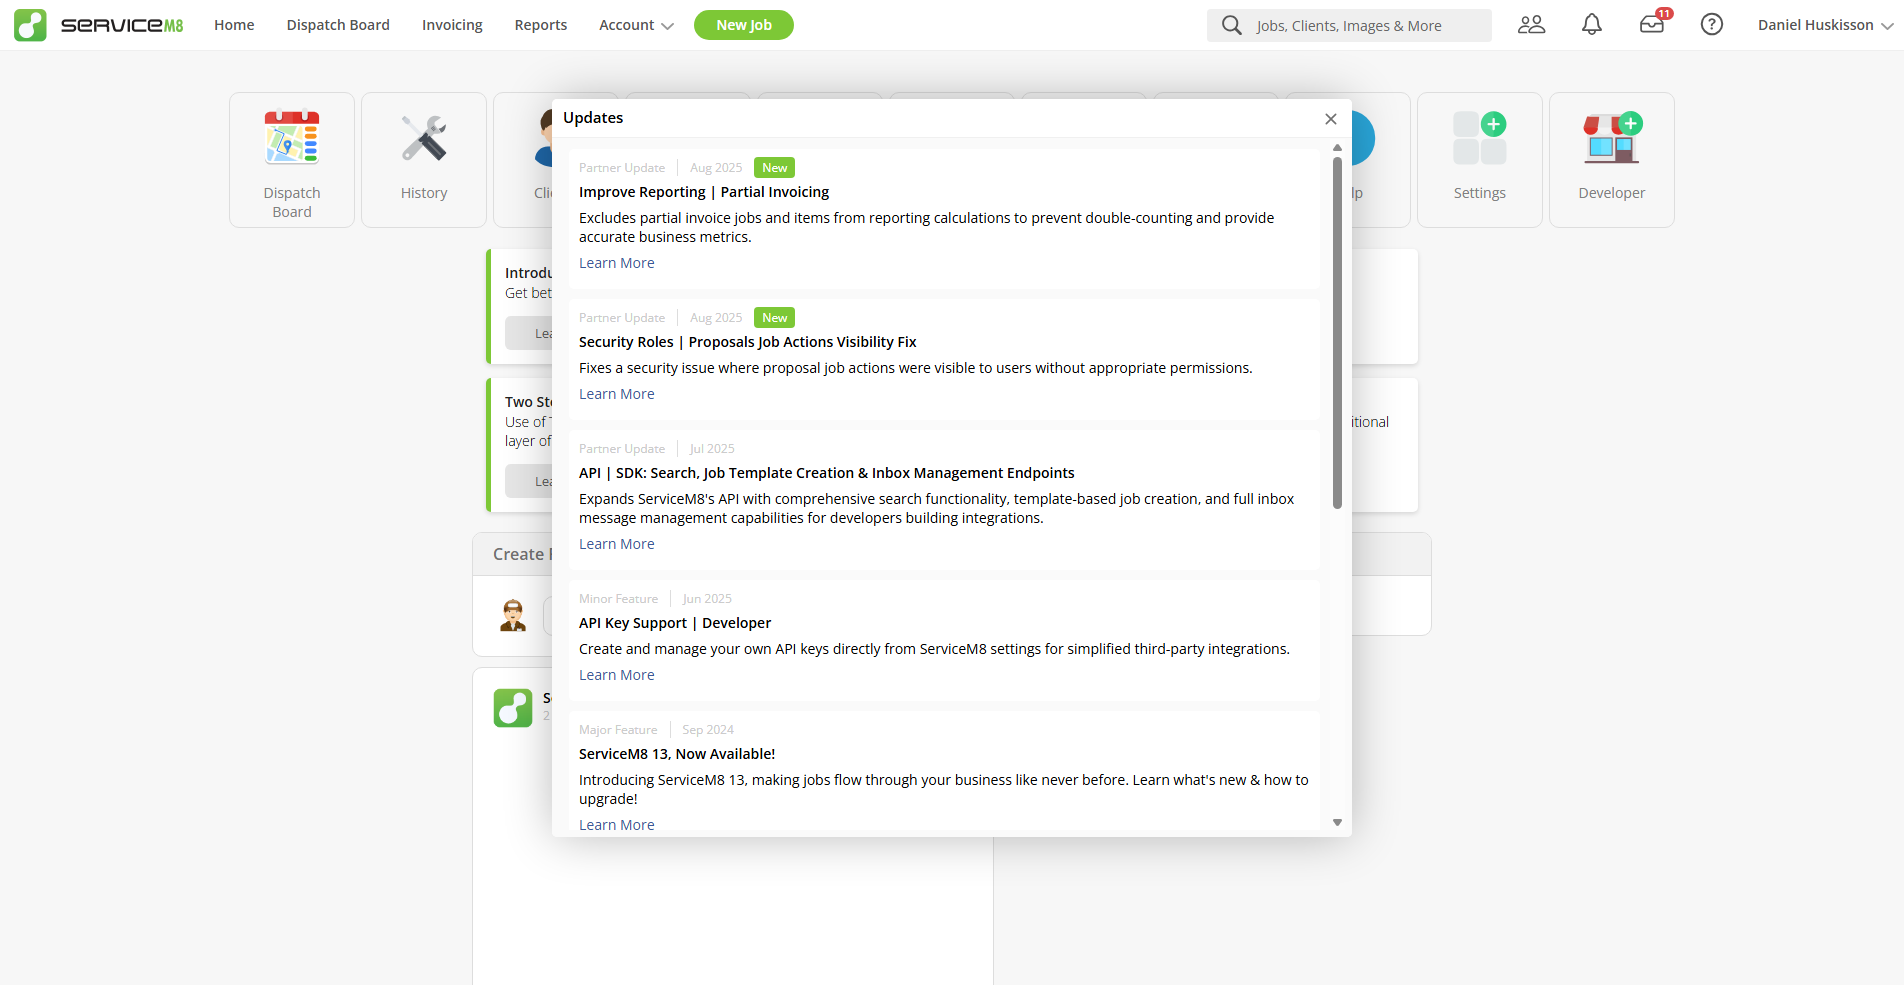 SERVICEM8
Home
Dispatch Board
Invoicing
Reports
Account
New Job
Jobs, Clients, Images & More
11
Daniel Huskisson
Dispatch
Board
History
Settings
Developer
Updates
Partner Update
Aug 2025
New
Improve Reporting | Partial Invoicing
Excludes partial invoice jobs and items from reporting calculations to prevent double-counting and provide
accurate business metrics.
Learn More
Partner Update
Aug 2025
New
Security Roles | Proposals Job Actions Visibility Fix
Fixes a security issue where proposal job actions were visible to users without appropriate permissions.
Learn More
Partner Update
Jul 2025
API | SDK: Search, Job Template Creation & Inbox Management Endpoints
Expands ServiceM8's API with comprehensive search functionality, template-based job creation, and full inbox
message management capabilities for developers building integrations.
Learn More
Minor Feature
Jun 2025
API Key Support | Developer
Create and manage your own API keys directly from ServiceM8 settings for simplified third-party integrations.
Learn More
Major Feature
Sep 2024
ServiceM8 13, Now Available!
Introducing ServiceM8 13, making jobs flow through your business like never before. Learn what's new & how to
upgrade!
Learn More
Get
Two
Use of
layer of
Create
2